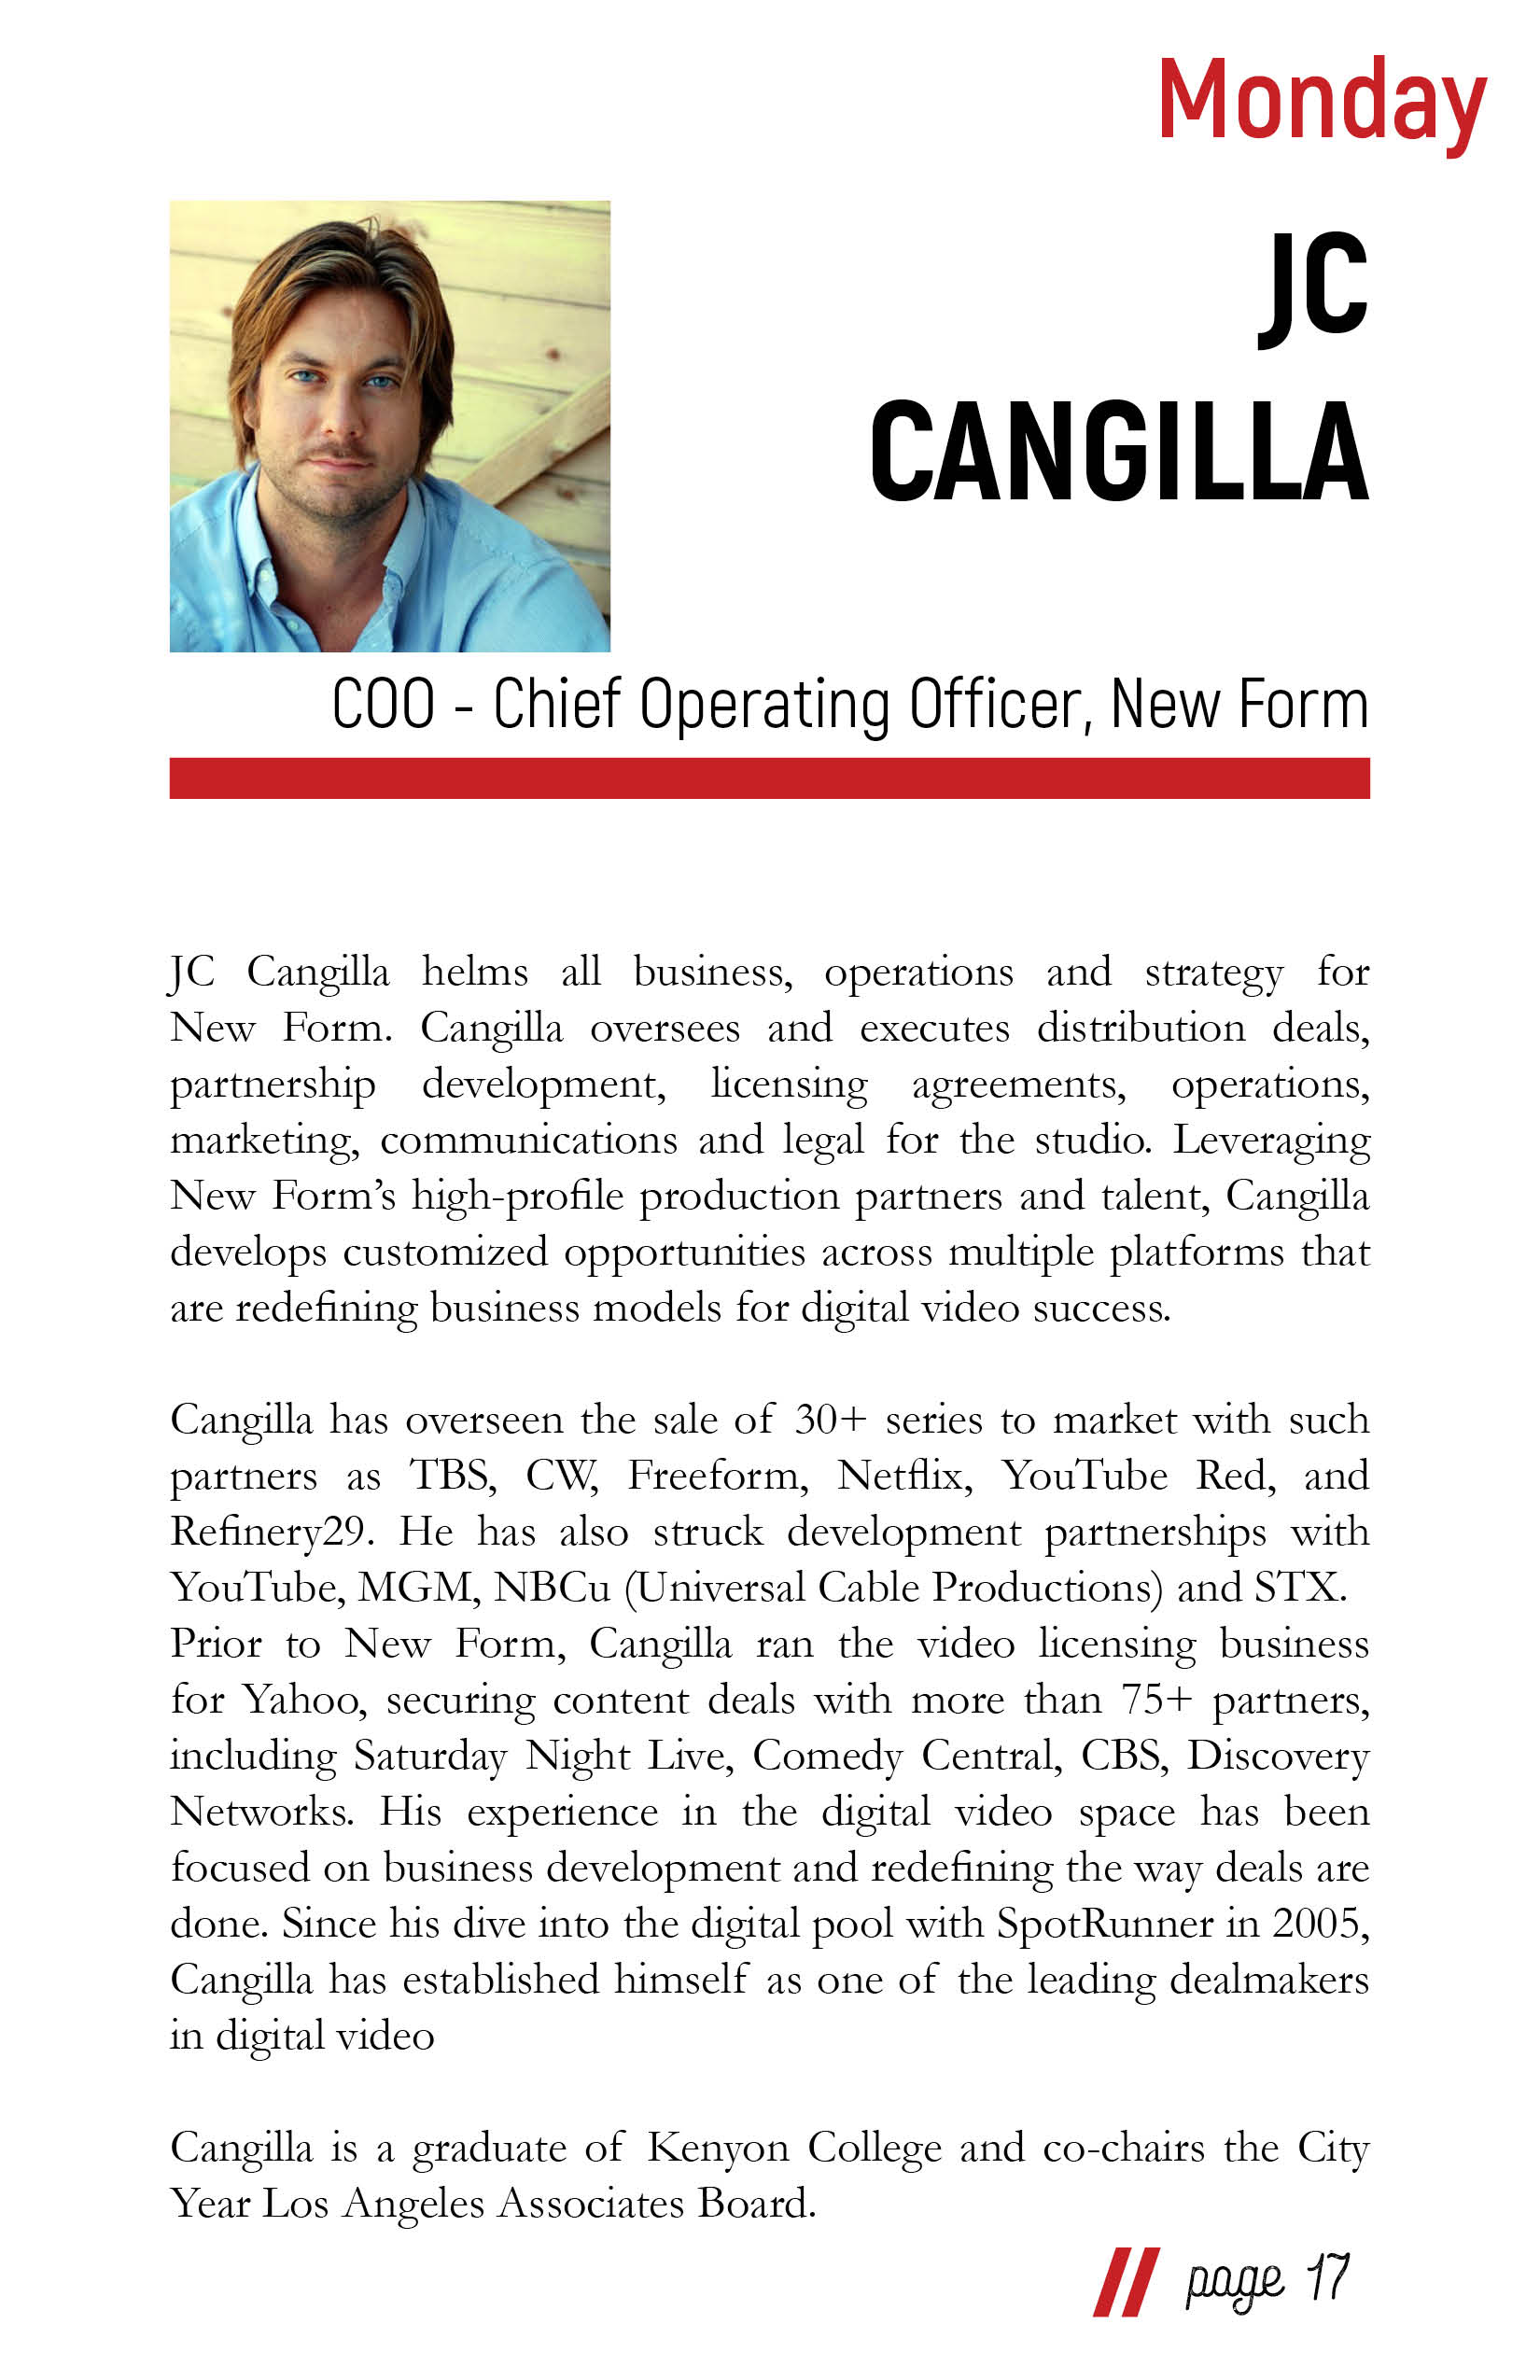 Monday
JC
CANGILLA
COO - Chief Operating Officer, New Form
JC Cangilla helms all business, operations and strategy for
New Form. Cangilla oversees and executes distribution deals,
partnership development, licensing agreements, operations,
marketing, communications and legal for the studio. Leveraging
New Form’s high-profile production partners and talent, Cangilla
develops customized opportunities across multiple platforms that
are redefining business models for digital video success.
Cangilla has overseen the sale of 30+ series to market with such
partners as TBS, CW, Freeform, Netflix, YouTube Red, and
Refinery29. He has also struck development partnerships with
YouTube, MGM, NBCu (Universal Cable Productions) and STX.
Prior to New Form, Cangilla ran the video licensing business
for Yahoo, securing content deals with more than 75+ partners,
including Saturday Night Live, Comedy Central, CBS, Discovery
Networks. His experience in the digital video space has been
focused on business development and redefining the way deals are
done. Since his dive into the digital pool with SpotRunner in 2005,
Cangilla has established himself as one of the leading dealmakers
in digital video
Cangilla is a graduate of Kenyon College and co-chairs the City
Year Los Angeles Associates Board.
// page 17